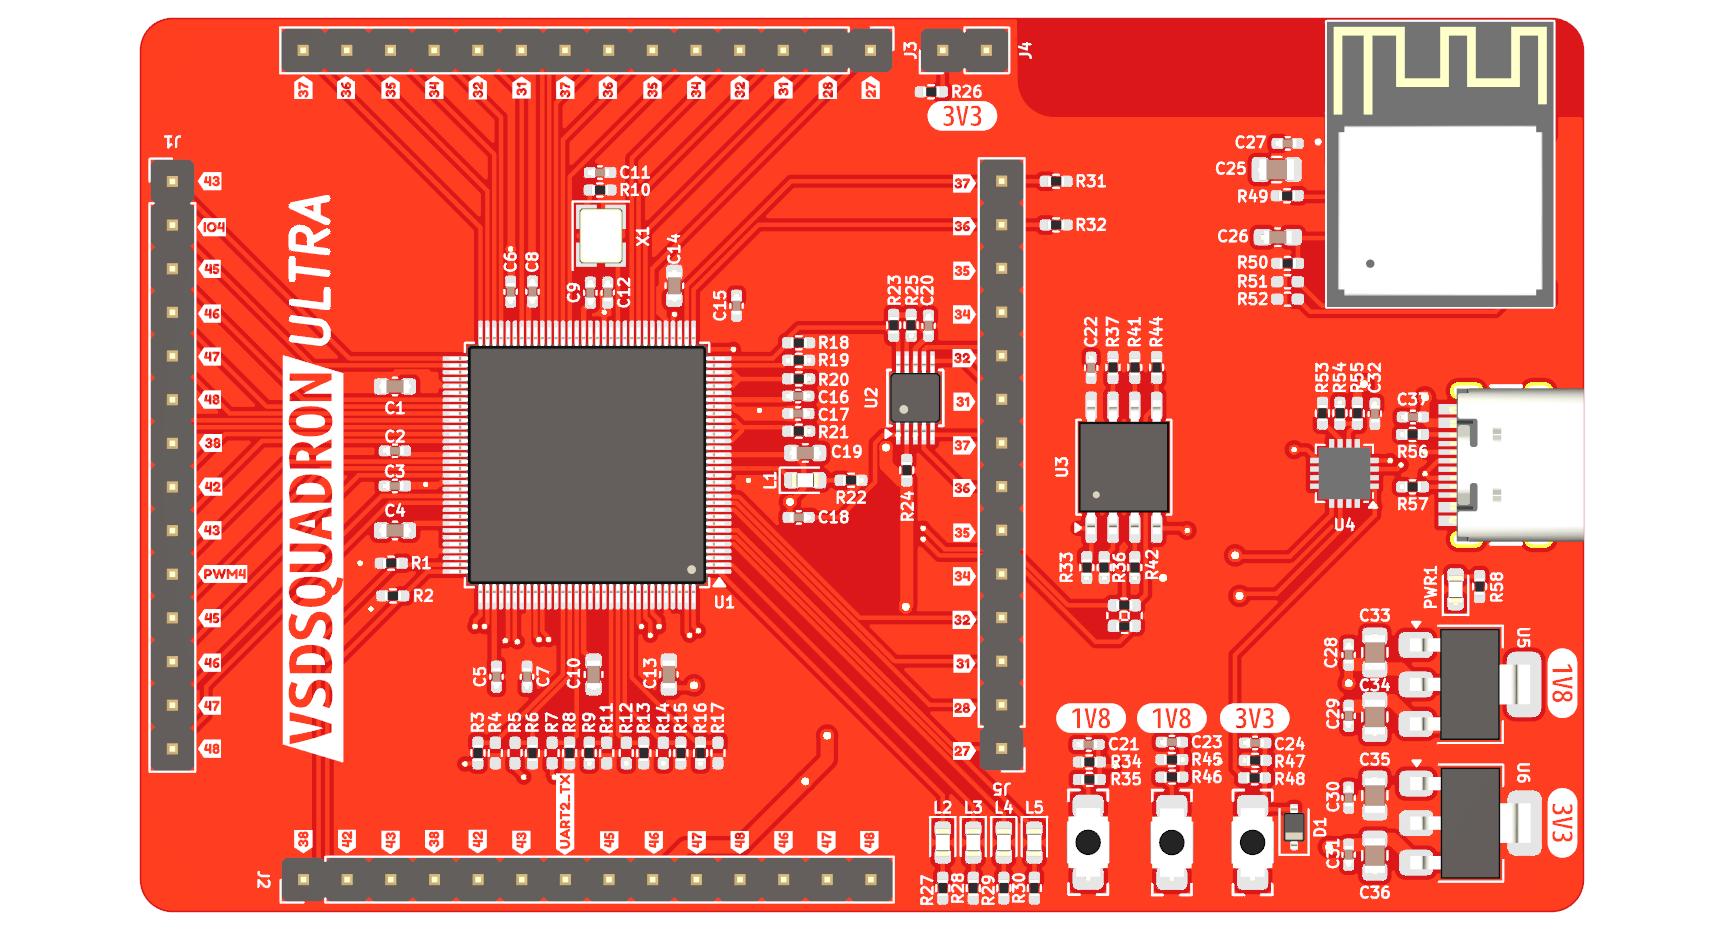 J3
J4
37
36
35
34
32
31
37
36
35
34
32
31
28
27
R26
3V3
J1
43
104
45
46
47
48
38
42
43
PWM4
45
46
47
48
VSDSQUADRON ULTRA
C11
R10
X1
C6
C8
C9
C12
C14
C15
C1
C2
C3
C4
R1
R2
U1
R18
R19
R20
C16
C17
R21
C19
L1
R22
C18
R23
R25
C20
U2
R24
37
36
35
34
32
31
37
36
35
34
32
31
28
27
J5
R31
R32
C27
C25
R49
C26
R50
R51
R52
C22
R37
R41
R44
U3
R33
R36
R42
R53
R54
R55
C32
C37
R56
R57
U4
PWR1
R58
C33
C28
C34
C29
U5
1V8
C35
C30
C31
C36
U6
3V3
1V8
1V8
3V3
C21
R34
R35
C23
R45
R46
C24
R47
R48
D1
L2
L3
L4
L5
R27
R28
R29
R30
C5
C7
C10
C13
R3
R4
R5
R6
R7
R8
R9
R11
R12
R13
R14
R15
R16
R17
J2
38
42
43
38
42
43
UART2_TX
45
46
47
48
46
47
48